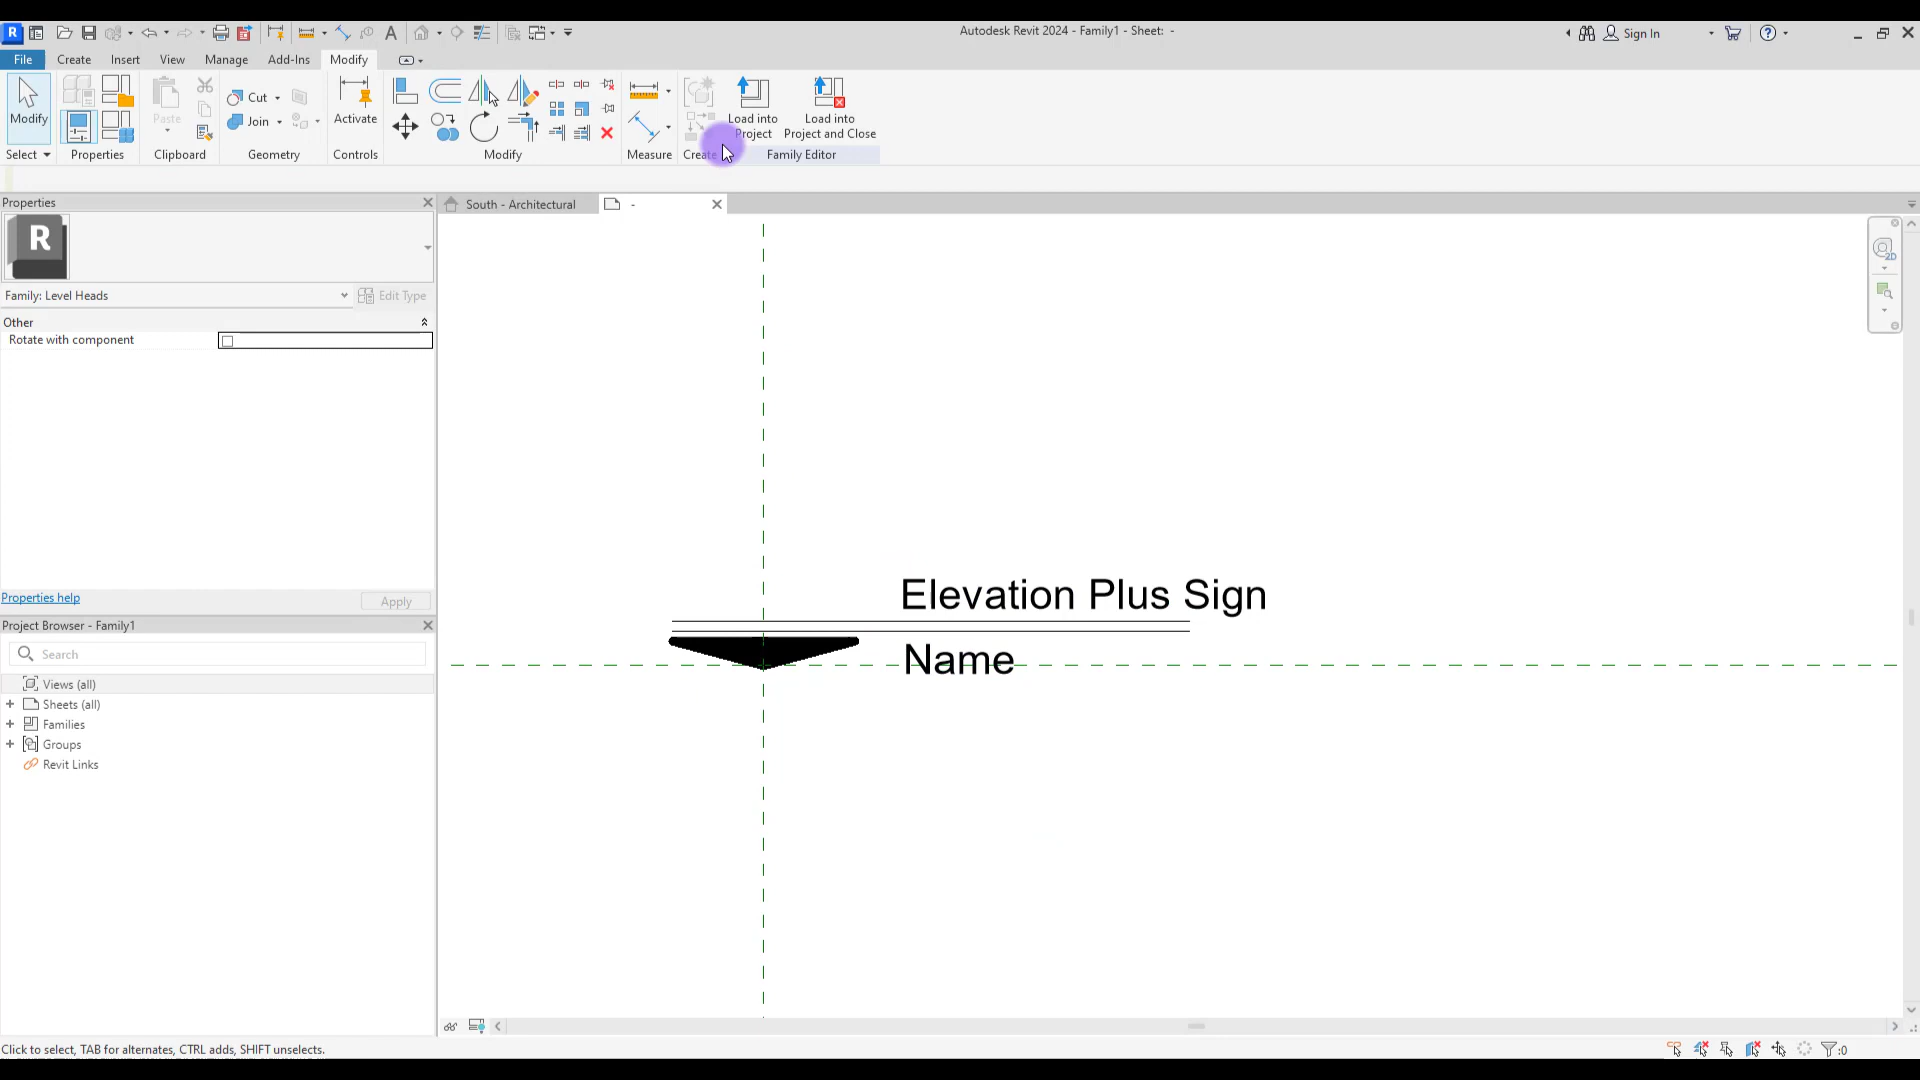 R
Autodesk Revit 2024 - Family1 - Sheet: -
Sign In
File
Create
Insert
View
Manage
Add-Ins
Modify
Modify
Paste
Cut
Join
Activate
Load into
Project
Load into
Project and Close
Select
Properties
Clipboard
Geometry
Controls
Modify
Measure
Create
Family Editor
Properties
South - Architectural
-
R
2D
Family: Level Heads
Edit Type
Other
Rotate with component
Elevation Plus Sign
Name
Properties help
Apply
Project Browser - Family1
Search
Views (all)
Sheets (all)
Families
Groups
Revit Links
Click to select, TAB for alternates, CTRL adds, SHIFT unselects.
:0